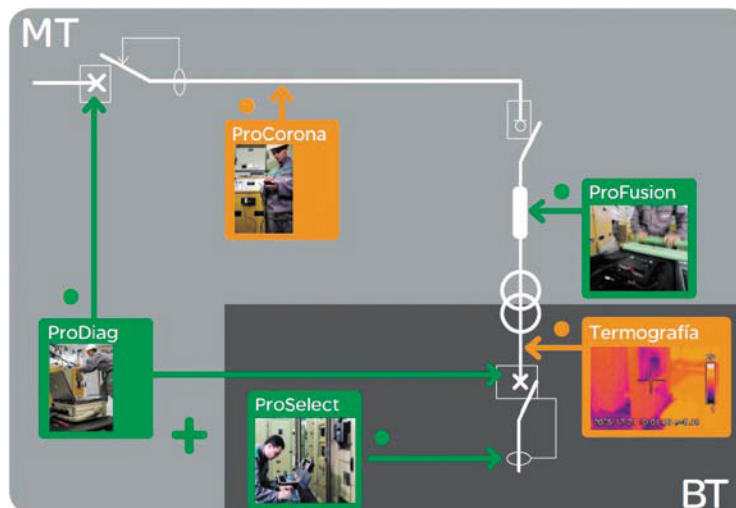 MT
ProCorona
ProFusion
ProDiag
Termografía
ProSelect
BT